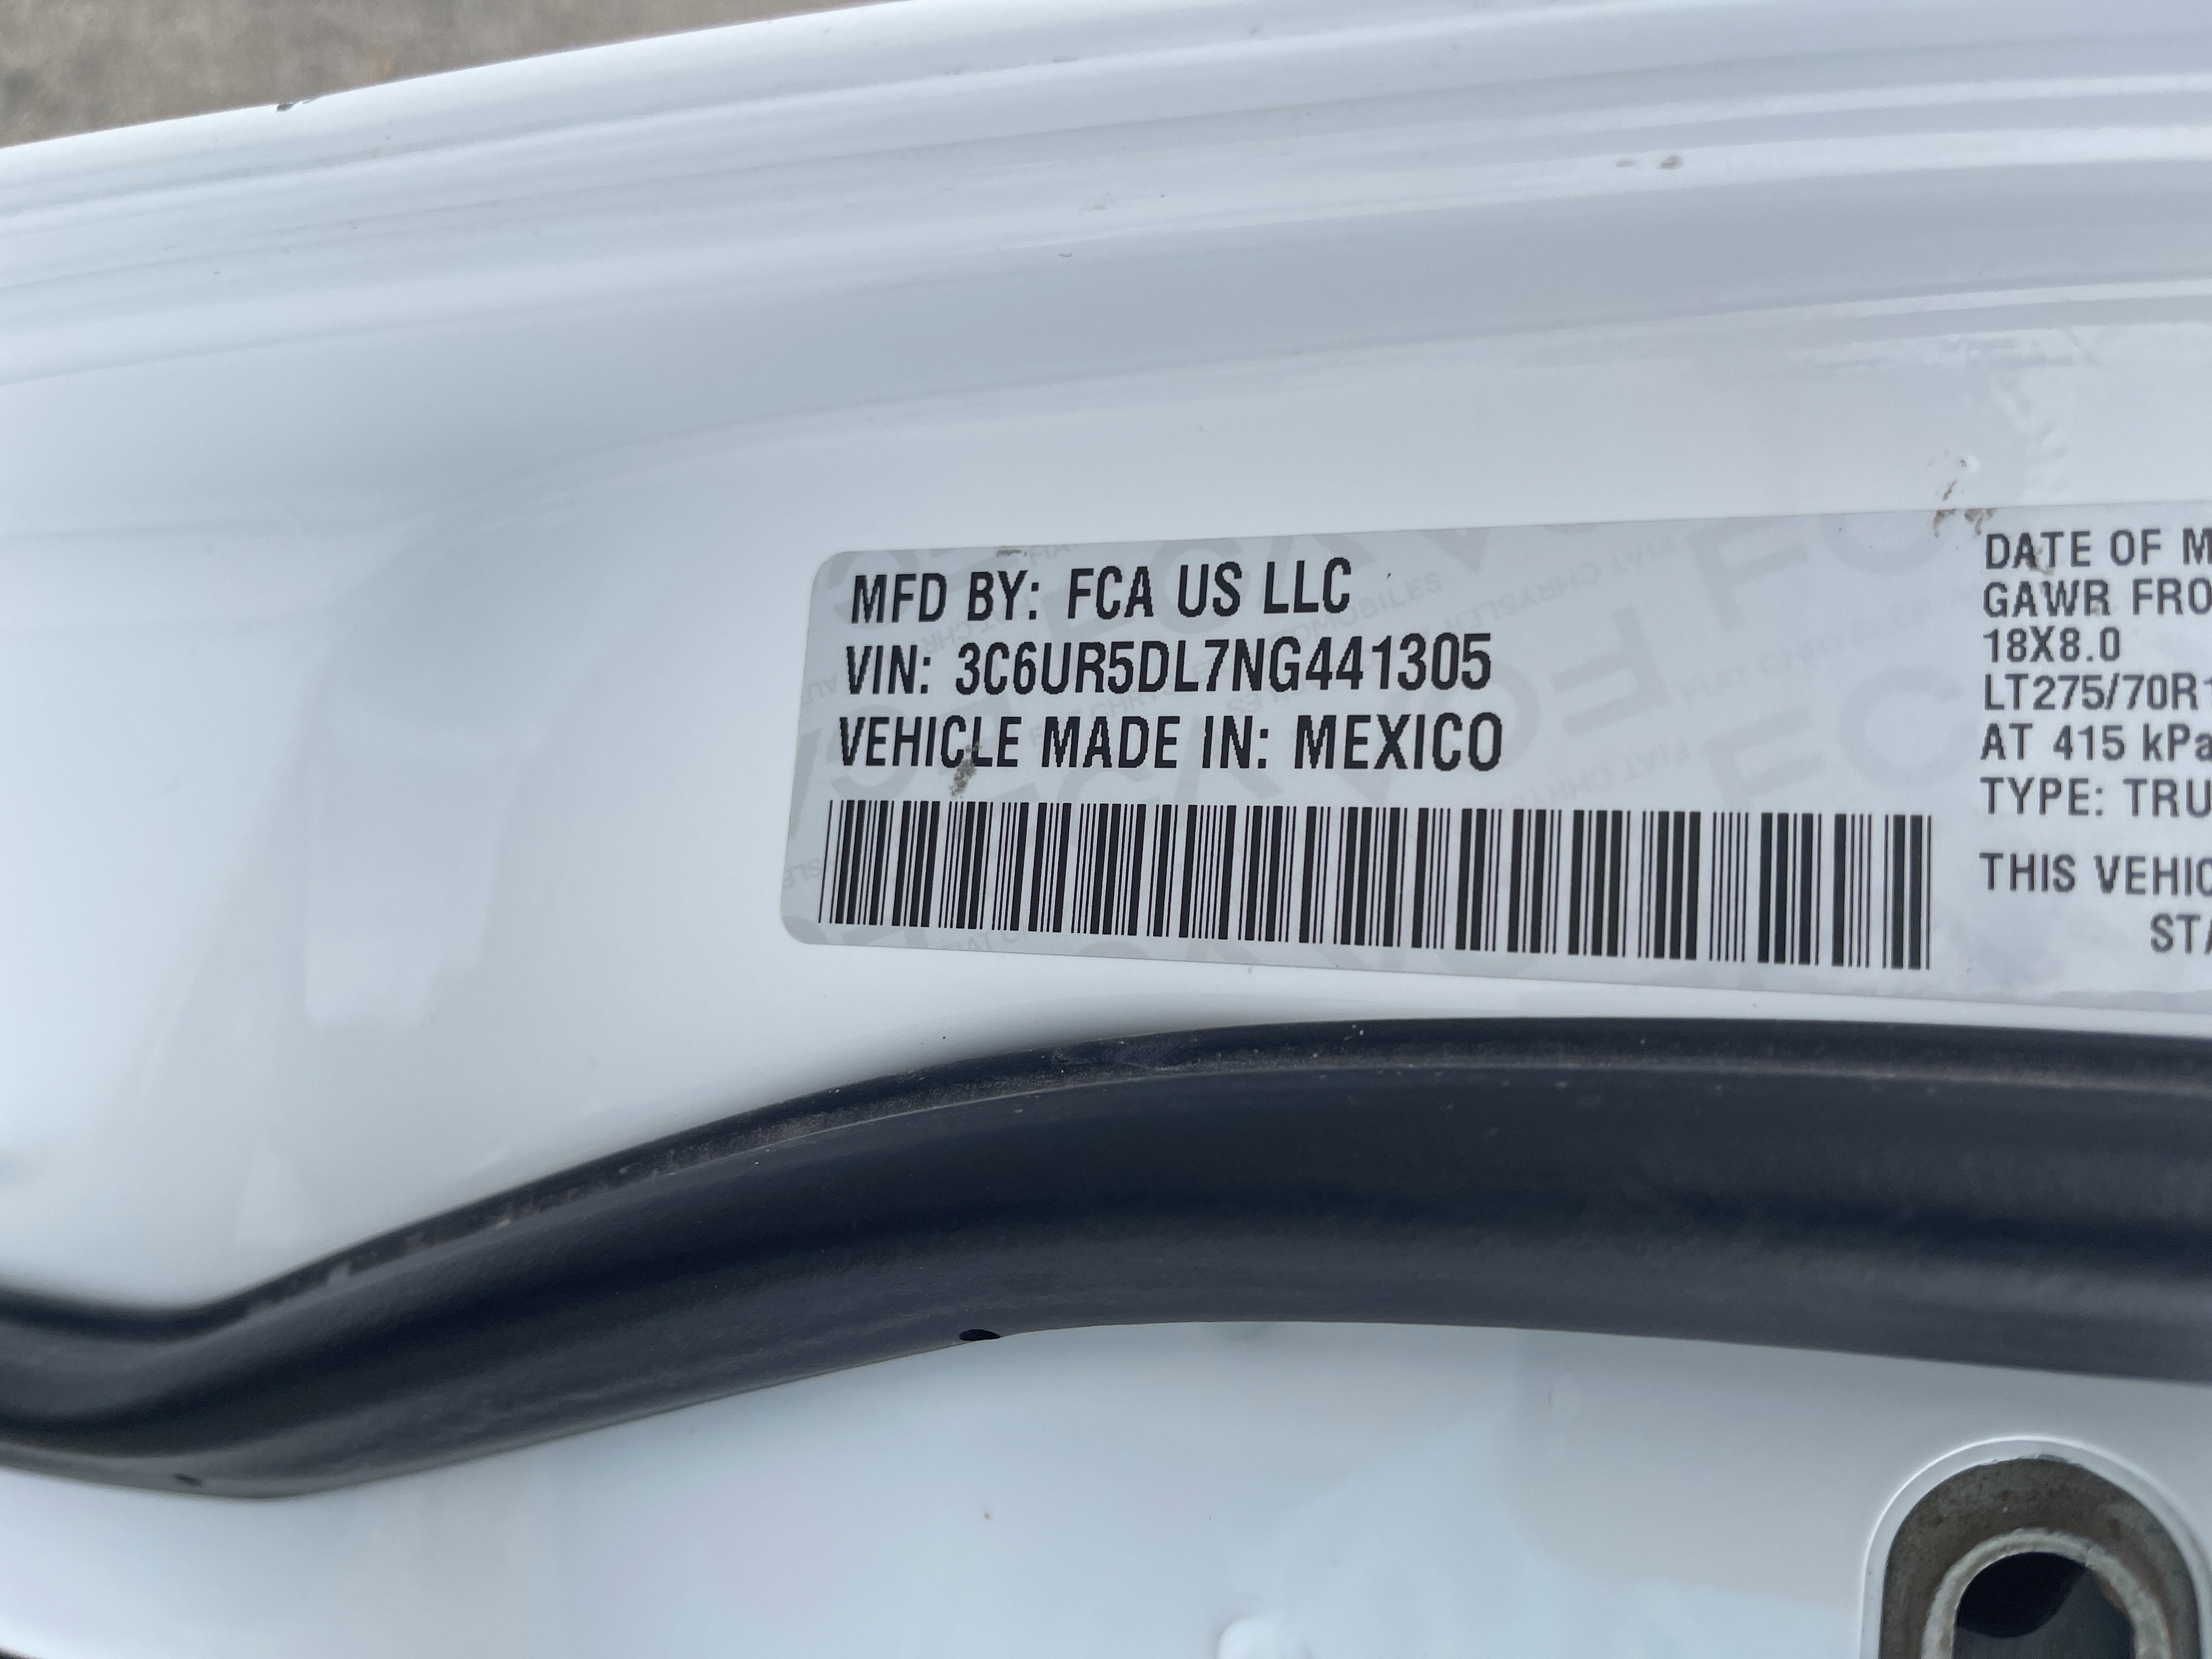 MFD BY: FCA US LLC
VIN: 3C6UR5DL7NG441305
VEHICLE MADE IN: MEXICO
DATE OF M
GAWR FRO
18X8.0
LT275/70R1
AT 415 kPa
TYPE: TRU
THIS VEHIC
STA